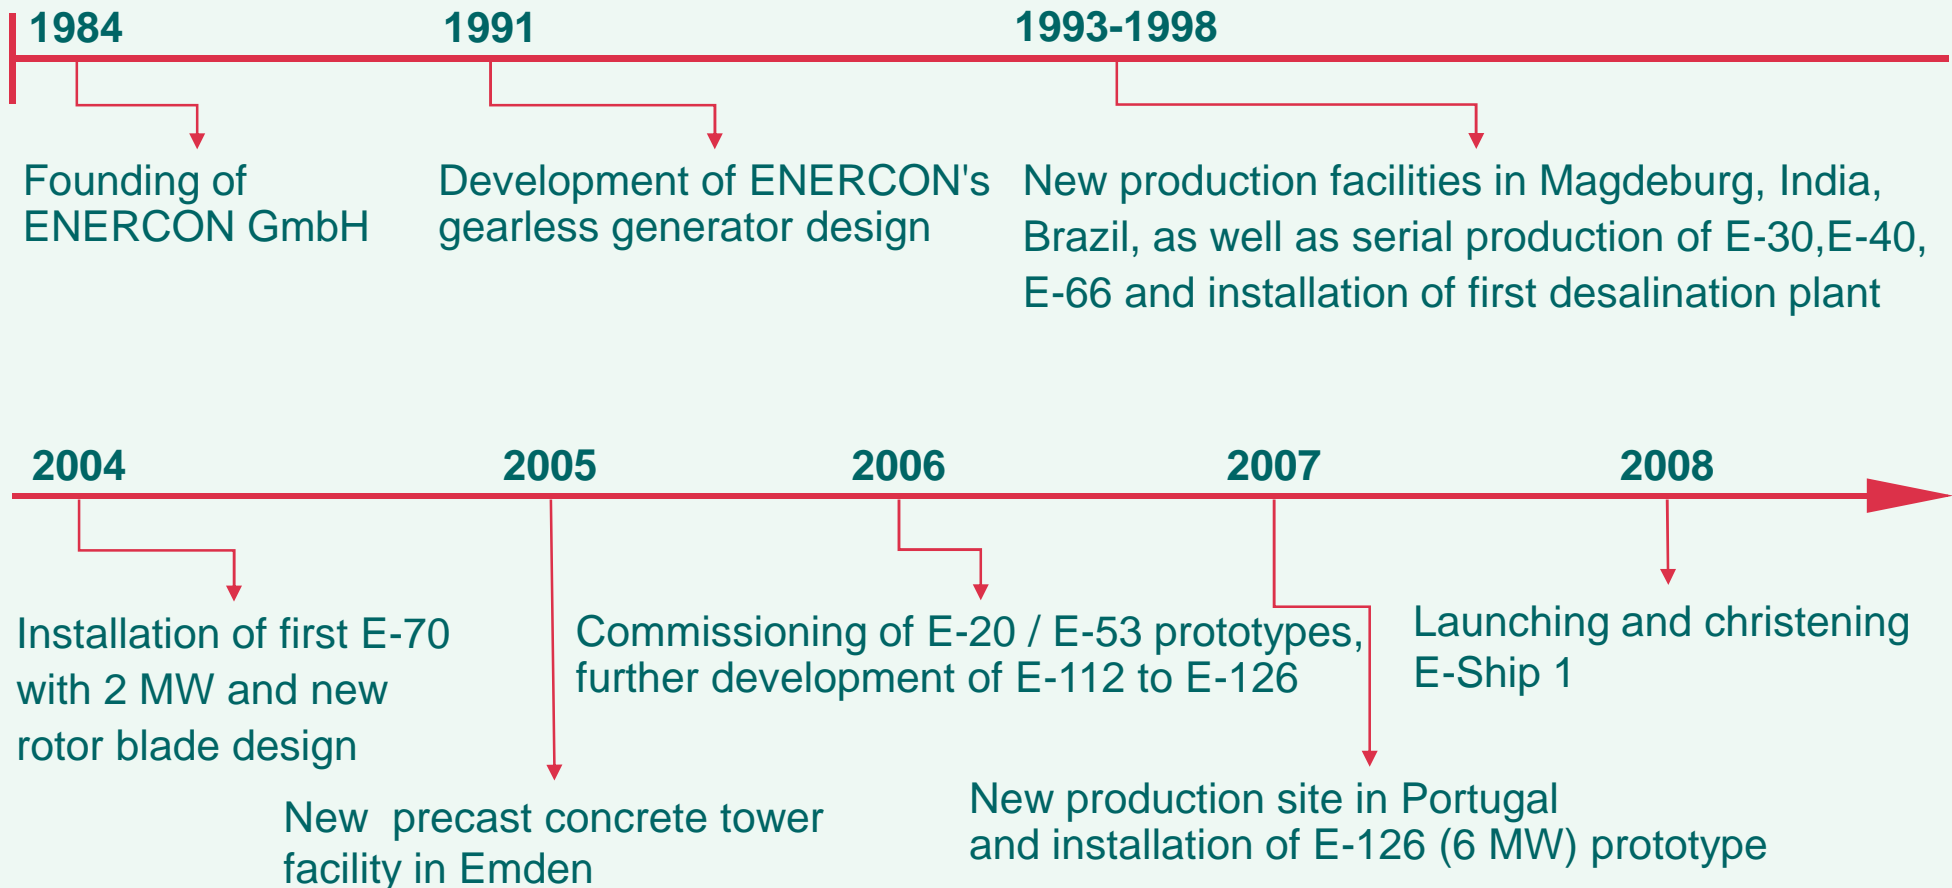 1984
1991
1993-1998
Founding of
ENERCON GmbH
Development of ENERCON's
gearless generator design
New production facilities in Magdeburg, India,
Brazil, as well as serial production of E-30,E-40,
E-66 and installation of first desalination plant
2004
2005
2006
2007
2008
Installation of first E-70
with 2 MW and new
rotor blade design
New  precast concrete tower
facility in Emden
Commissioning of E-20 / E-53 prototypes,
further development of E-112 to E-126
New production site in Portugal
and installation of E-126 (6 MW) prototype
Launching and christening
E-Ship 1